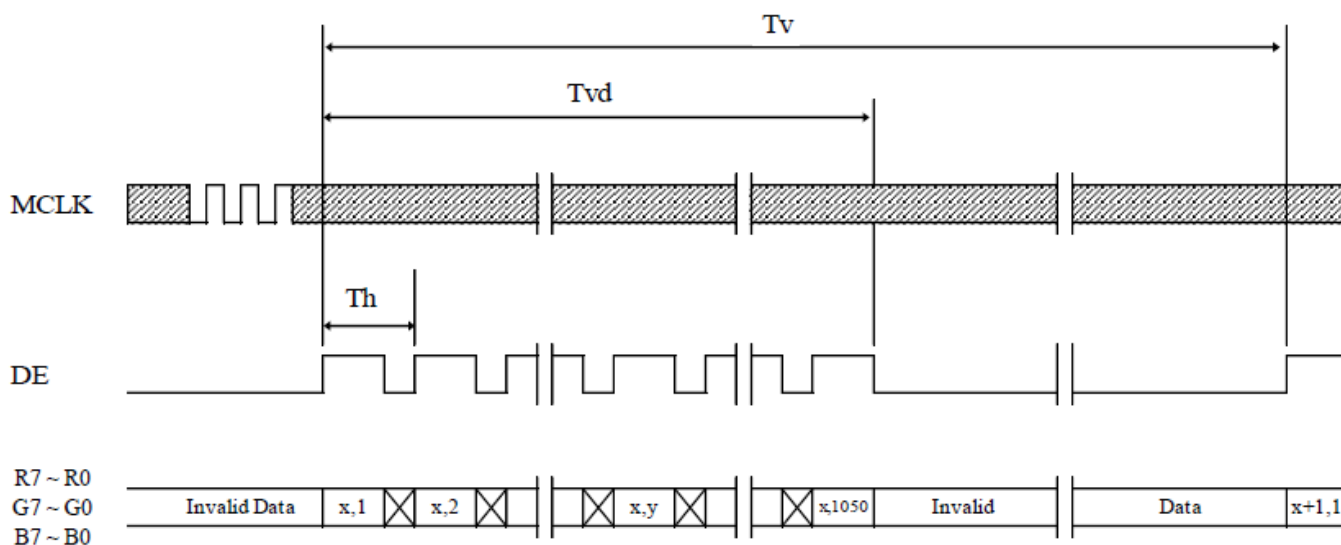 Tv
Tvd
MCLK
Th
DE
R7 ~ R0
G7 ~ G0
B7 ~ B0
Invalid Data x,1 x,2 x,y x,1050 Invalid Data x+1,1